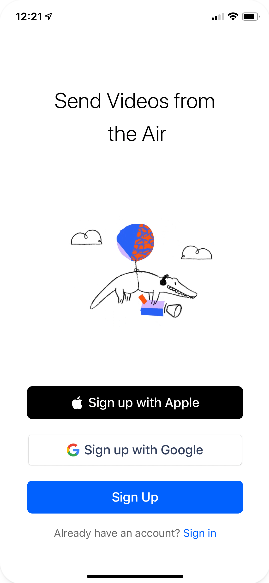 12:21
Send Videos from
the Air
Sign up with Apple
Sign up with Google
Sign Up
Already have an account? Sign in